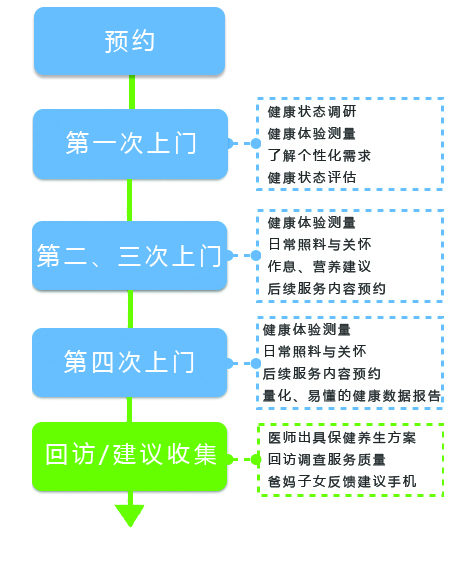 预约
第一次上门
健康状态调研
健康体验测量
了解个性化需求
健康状态评估
第二、三次上门
健康体验测量
日常照料与关怀
作息、营养建议
后续服务内容预约
第四次上门
健康体验测量
日常照料与关怀
后续服务内容预约
量化、易懂的健康数据报告
回访/建议收集
医师出具保健养生方案
回访调查服务质量
爸妈子女反馈建议手机